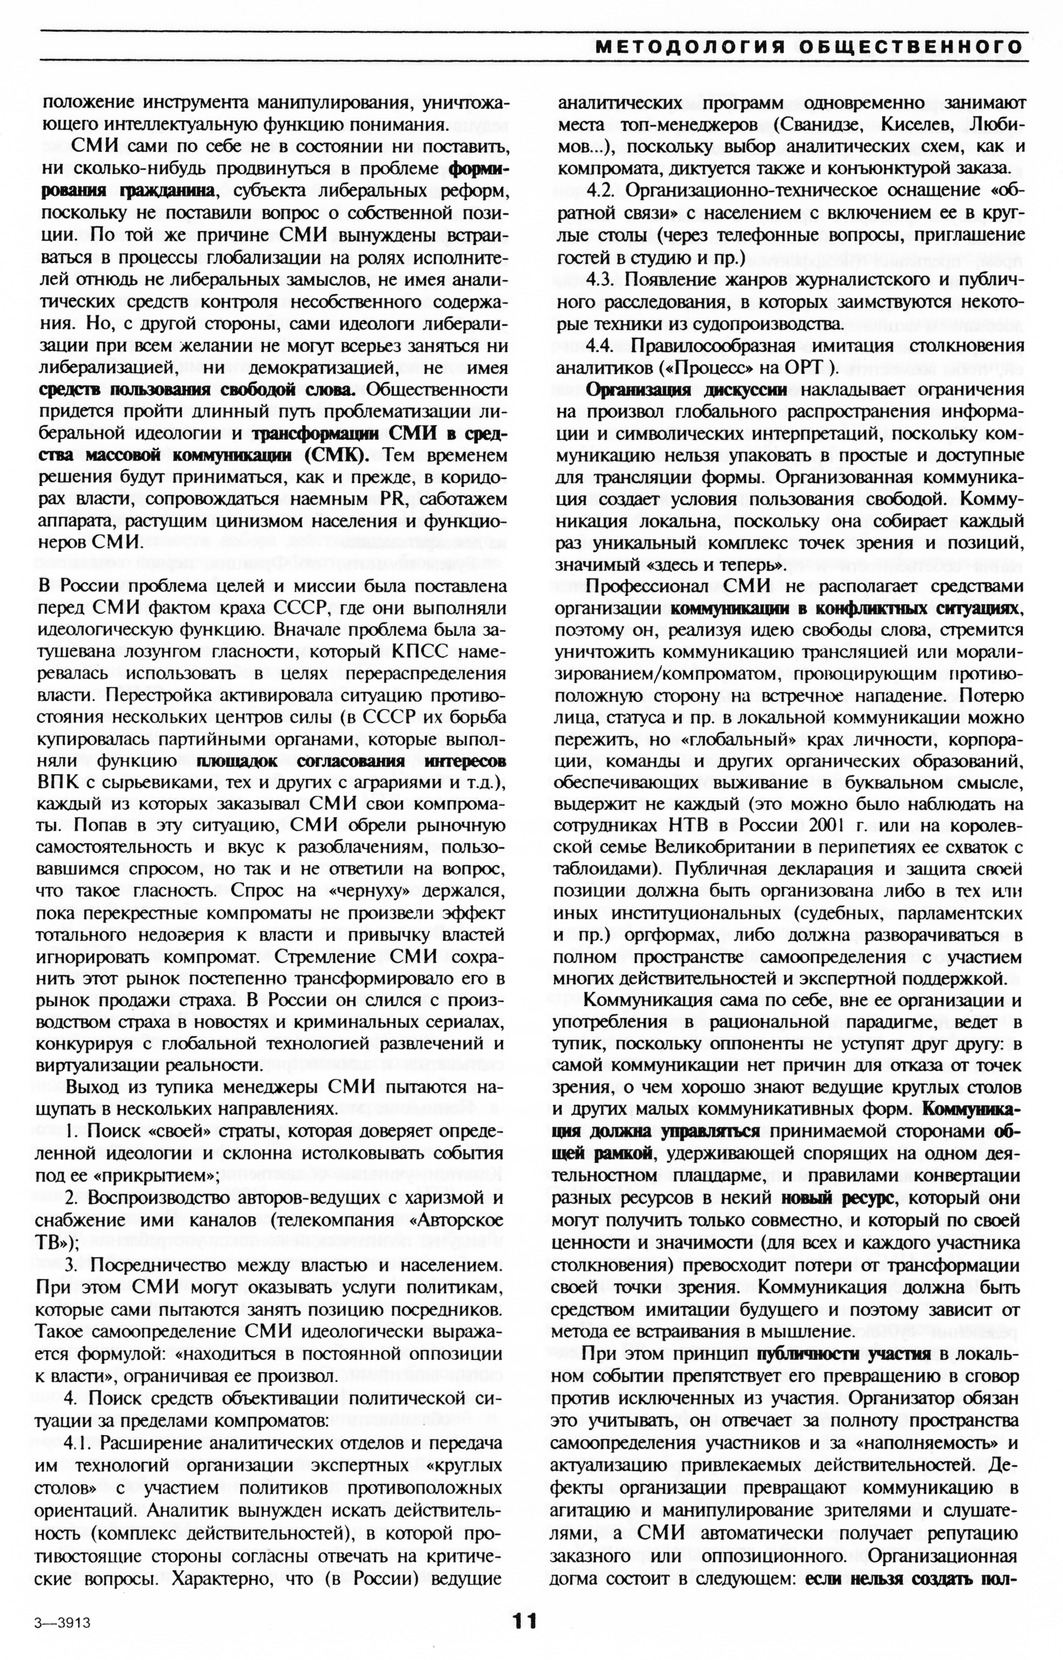 МЕТОДОЛОГИЯ ОБЩЕСТВЕННОГО
положение инструмента манипулирования, уничтожа-
ющего интеллектуальную функцию понимания.
СМИ сами по себе не в состоянии ни поставить,
ни сколько-нибудь продвинуться в проблеме форми-
рования гражданина, субъекта либеральных реформ,
поскольку не поставили вопрос о собственной пози-
ции. По той же причине СМИ вынуждены встраи-
ваться в процессы глобализации на ролях исполните-
лей отнюдь не либеральных замыслов, не имея анали-
тических средств контроля несобственного содержа-
ния. Но, с другой стороны, сами идеологи либерали-
зации при всем желании не могут всерьез заняться ни
либерализацией, ни демократизацией, не имея
средств пользования свободой слова. Общественности
придется пройти длинный путь проблематизации ли-
беральной идеологии и трансформации СМИ в сред-
ства массовой коммуникации (СМК). Тем временем
решения будут приниматься, как и прежде, в коридо-
рах власти, сопровождаться наемным PR, саботажем
аппарата, растущим цинизмом населения и функцио-
неров СМИ.
В России проблема целей и миссии была поставлена
перед СМИ фактом краха СССР, где они выполняли
идеологическую функцию. Вначале проблема была за-
тушевана лозунгом гласности, который КПСС наме-
ревалась использовать в целях перераспределения
власти. Перестройка активировала ситуацию противо-
стояния нескольких центров силы (в СССР их борьба
купировалась партийными органами, которые выпол-
няли функцию площадок согласования интересов
ВПК с сырьевиками, тех и других с аграриями и т.д.),
каждый из которых заказывал СМИ свои компрома-
ты. Попав в эту ситуацию, СМИ обрели рыночную
самостоятельность и вкус к разоблачениям, пользо-
вавшимся спросом, но так и не ответили на вопрос,
что такое гласность. Спрос на «чернуху» держался,
пока перекрестные компроматы не произвели эффект
тотального недоверия к власти и привычку властей
игнорировать компромат. Стремление СМИ сохра-
нить этот рынок постепенно трансформировало его в
рынок продажи страха. В России он слился с произ-
водством страха в новостях и криминальных сериалах,
конкурируя с глобальной технологией развлечений и
виртуализации реальности.
Выход из тупика менеджеры СМИ пытаются на-
щупать в нескольких направлениях.
1. Поиск «своей» страты, которая доверяет опреде-
ленной идеологии и склонна истолковывать события
под ее «прикрытием»;
2. Воспроизводство авторов-ведущих с харизмой и
снабжение ими каналов (телекомпания «Авторское
ТВ»);
3. Посредничество между властью и населением.
При этом СМИ могут оказывать услуги политикам,
которые сами пытаются занять позицию посредников.
Такое самоопределение СМИ идеологически выража-
ется формулой: «находиться в постоянной оппозиции
к власти», ограничивая ее произвол.
4. Поиск средств объективации политической си-
туации за пределами компроматов:
4.1. Расширение аналитических отделов и передача
им технологий организации экспертных «круглых
столов» с участием политиков противоположных
ориентаций. Аналитик вынужден искать действитель-
ность (комплекс действительностей), в которой про-
тивостоящие стороны согласны отвечать на критиче-
ские вопросы. Характерно, что (в России) ведущие
аналитических программ одновременно занимают
места топ-менеджеров (Сванидзе, Киселев, Люби-
мов...), поскольку выбор аналитических схем, как и
компромата, диктуется также и конъюнктурой заказа.
4.2. Организационно-техническое оснащение «об-
ратной связи» с населением с включением ее в круг-
лые столы (через телефонные вопросы, приглашение
гостей в студию и пр.)
4.3. Появление жанров журналистского и публич-
ного расследования, в которых заимствуются некото-
рые техники из судопроизводства.
4.4. Правилосообразная имитация столкновения
аналитиков («Процесс» на ОРТ ).
Организация дискуссии накладывает ограничения
на произвол глобального распространения информа-
ции и символических интерпретаций, поскольку ком-
муникацию нельзя упаковать в простые и доступные
для трансляции формы. Организованная коммуника-
ция создает условия пользования свободой. Комму-
никация локальна, поскольку она собирает каждый
раз уникальный комплекс точек зрения и позиций,
значимый «здесь и теперь».
Профессионал СМИ не располагает средствами
организации коммуникации в конфликтных ситуациях,
поэтому он, реализуя идею свободы слова, стремится
уничтожить коммуникацию трансляцией или морали-
зированием/компроматом, провоцирующим противо-
положную сторону на встречное нападение. Потерю
лица, статуса и пр. в локальной коммуникации можно
пережить, но «глобальный» крах личности, корпора-
ции, команды и других органических образований,
обеспечивающих выживание в буквальном смысле,
выдержит не каждый (это можно было наблюдать на
сотрудниках НТВ в России 2001 г. или на королев-
ской семье Великобритании в перипетиях ее схваток с
таблоидами). Публичная декларация и защита своей
позиции должна быть организована либо в тех или
иных институциональных (судебных, парламентских
и пр.) оргформах, либо должна разворачиваться в
полном пространстве самоопределения с участием
многих действительностей и экспертной поддержкой.
Коммуникация сама по себе, вне ее организации и
употребления в рациональной парадигме, ведет в
тупик, поскольку оппоненты не уступят друг другу: в
самой коммуникации нет причин для отказа от точек
зрения, о чем хорошо знают ведущие круглых столов
и других малых коммуникативных форм. Коммуника-
ция должна управляться принимаемой сторонами об-
щей рамкой, удерживающей спорящих на одном дея-
тельностном плацдарме, и правилами конвертации
разных ресурсов в некий новый ресурс, который они
могут получить только совместно, и который по своей
ценности и значимости (для всех и каждого участника
столкновения) превосходит потери от трансформации
своей точки зрения. Коммуникация должна быть
средством имитации будущего и поэтому зависит от
метода ее встраивания в мышление.
При этом принцип публичности участия в локаль-
ном событии препятствует его превращению в сговор
против исключенных из участия. Организатор обязан
это учитывать, он отвечает за полноту пространства
самоопределения участников и за «наполняемость» и
актуализацию привлекаемых действительностей. Де-
фекты организации превращают коммуникацию в
агитацию и манипулирование зрителями и слушате-
лями, а СМИ автоматически получает репутацию
заказного или оппозиционного. Организационная
догма состоит в следующем: если нельзя создать пол-
3—3913
11